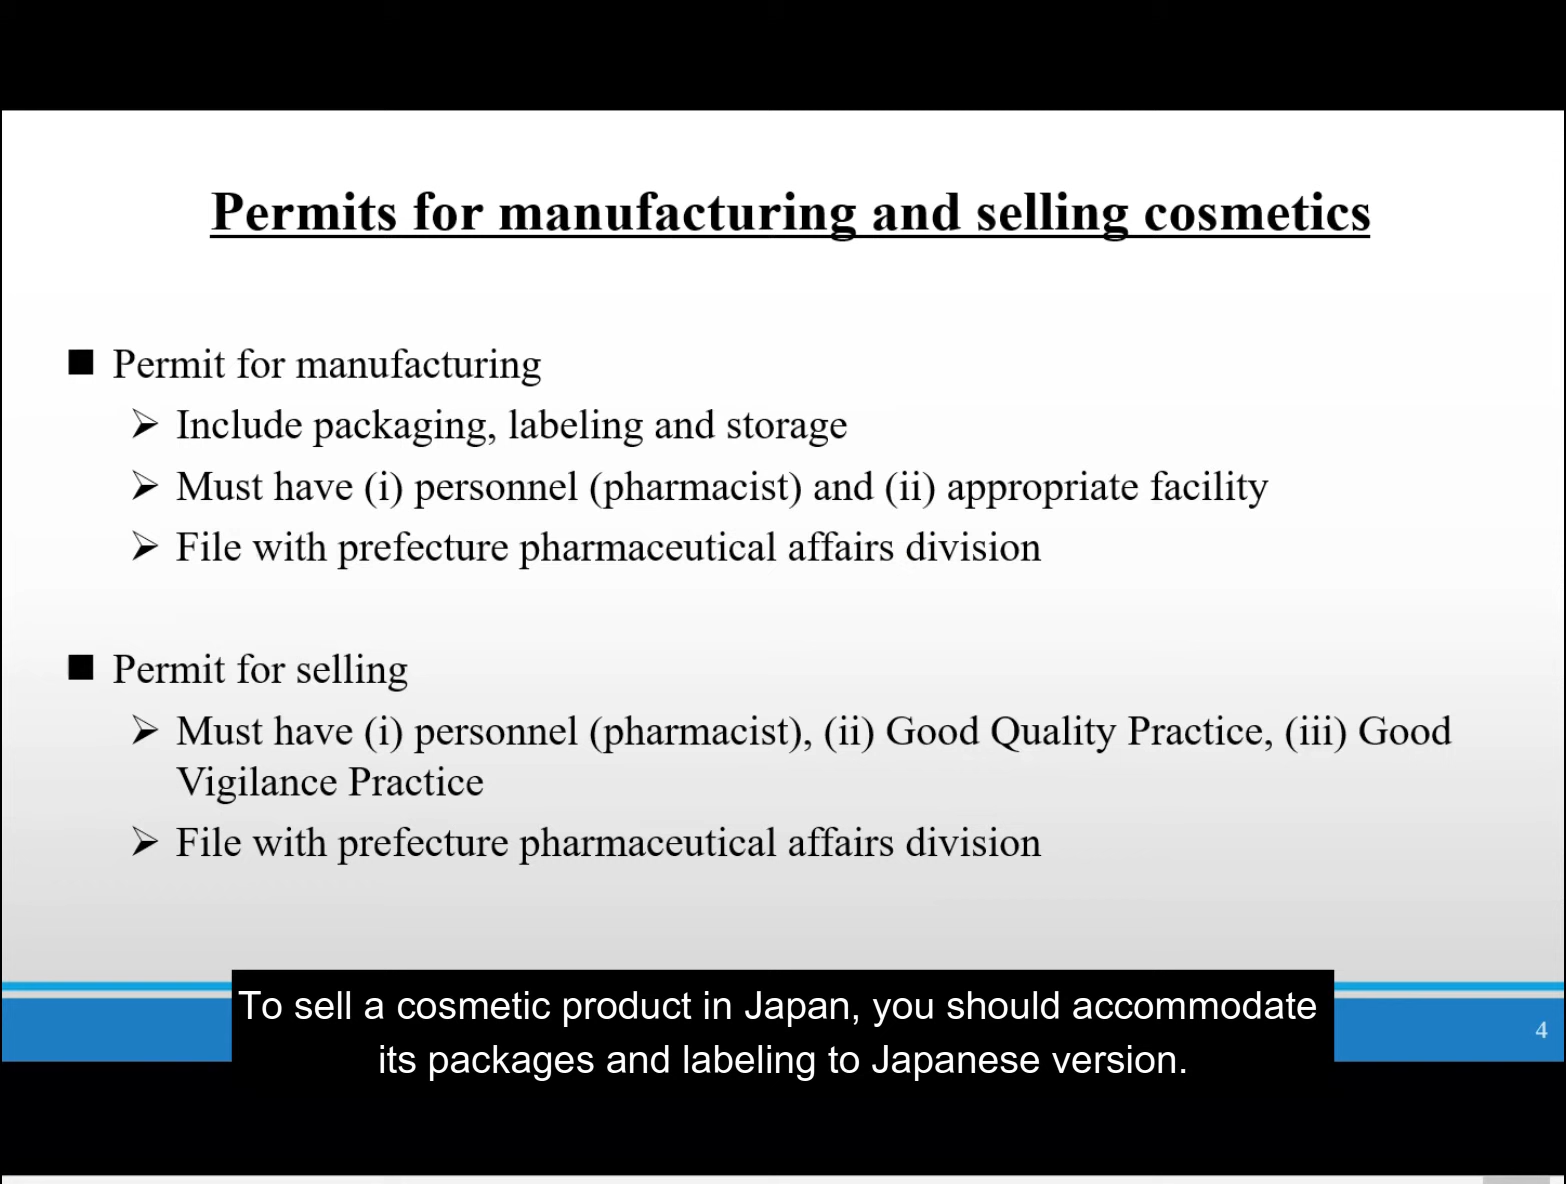 Permits for manufacturing and selling cosmetics
■ Permit for manufacturing
➢ Include packaging, labeling and storage
➢ Must have (i) personnel (pharmacist) and (ii) appropriate facility
➢ File with prefecture pharmaceutical affairs division
■ Permit for selling
➢ Must have (i) personnel (pharmacist), (ii) Good Quality Practice, (iii) Good
Vigilance Practice
➢ File with prefecture pharmaceutical affairs division
To sell a cosmetic product in Japan, you should accommodate
its packages and labeling to Japanese version.
4